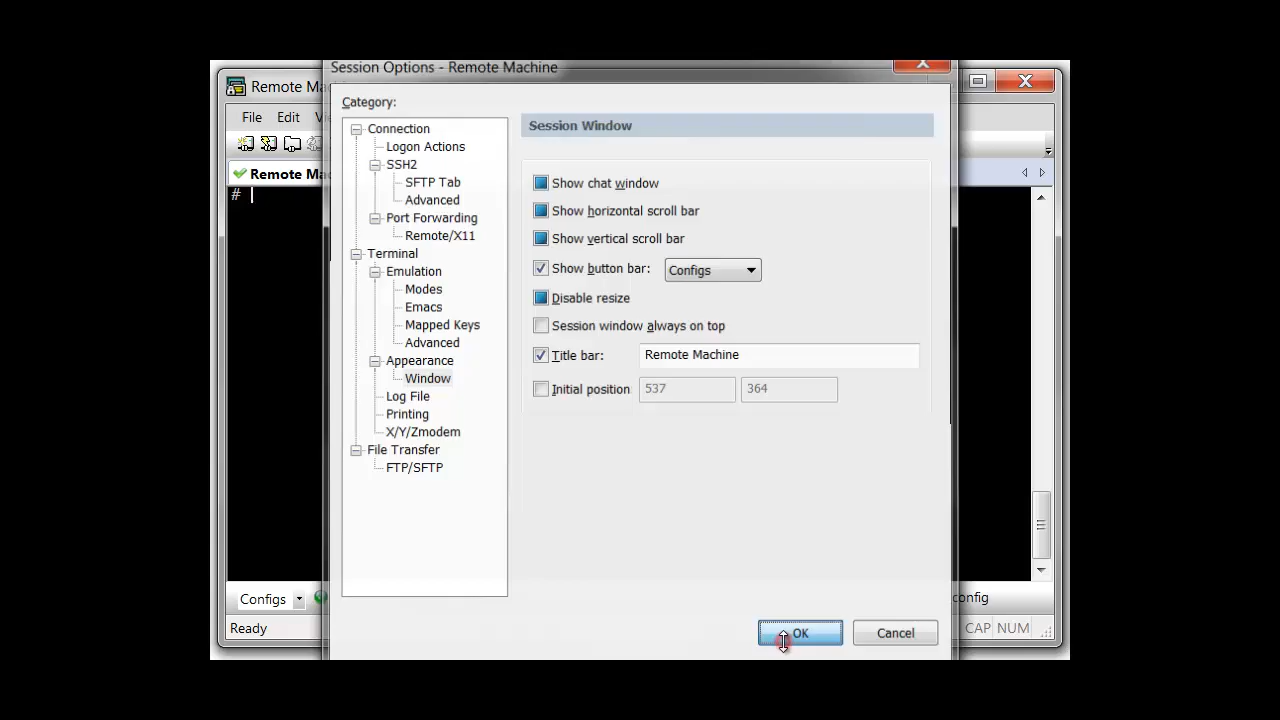 Session Options - Remote Machine
Remote Ma
File Edit V
Remote Ma
#
Category:
Connection
Logon Actions
SSH2
SFTP Tab
Advanced
Port Forwarding
Remote/X11
Terminal
Emulation
Modes
Emacs
Mapped Keys
Advanced
Appearance
Window
Log File
Printing
X/Y/Zmodem
File Transfer
FTP/SFTP
Session Window
Show chat window
Show horizontal scroll bar
Show vertical scroll bar
Show button bar: Configs
Disable resize
Session window always on top
Title bar: Remote Machine
Initial position 537 364
OK Cancel
Configs
config
Ready CAP NUM